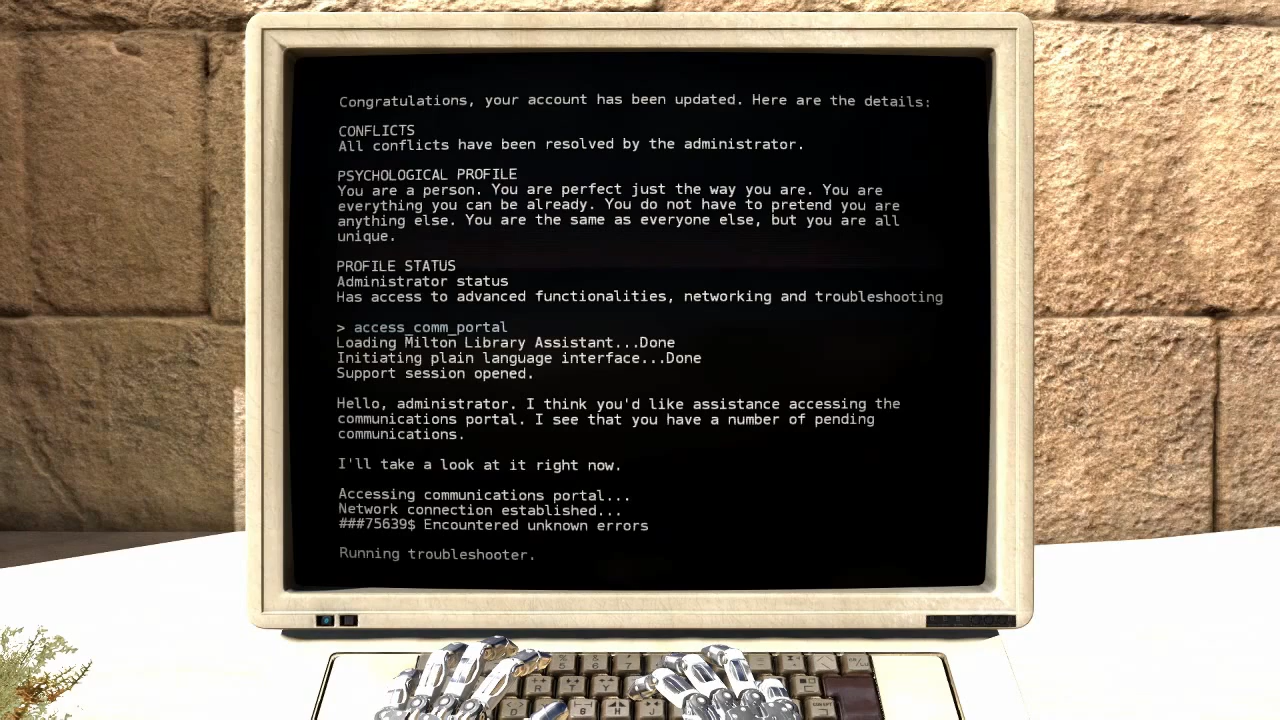 Congratulations, your account has been updated. Here are the details:
CONFLICTS
All conflicts have been resolved by the administrator.
PSYCHOLOGICAL PROFILE
You are a person. You are perfect just the way you are. You are
everything you can be already. You do not have to pretend you are
anything else. You are the same as everyone else, but you are all
unique.
PROFILE STATUS
Administrator status
Has access to advanced functionalities, networking and troubleshooting
> access_comm_portal
Loading Milton Library Assistant...Done
Initiating plain language interface...Done
Support session opened.
Hello, administrator. I think you'd like assistance accessing the
communications portal. I see that you have a number of pending
communications.
I'll take a look at it right now.
Accessing communications portal...
Network connection established...
###75639$ Encountered unknown errors
Running troubleshooter.
5 6 7
R T Y
H J